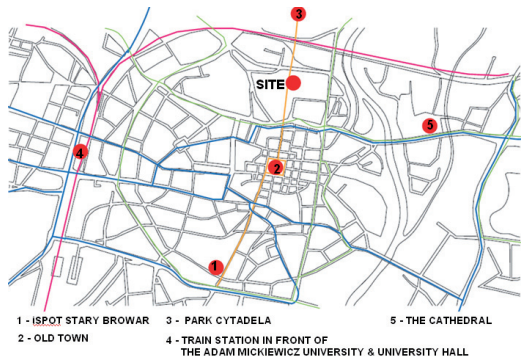 3
SITE
5
4
2
1
1 - iSPOT STARY BROWAR
3 - PARK CYTADELA
5 - THE CATHEDRAL
2 - OLD TOWN
4 - TRAIN STATION IN FRONT OF
THE ADAM MICKIEWICZ UNIVERSITY & UNIVERSITY HALL